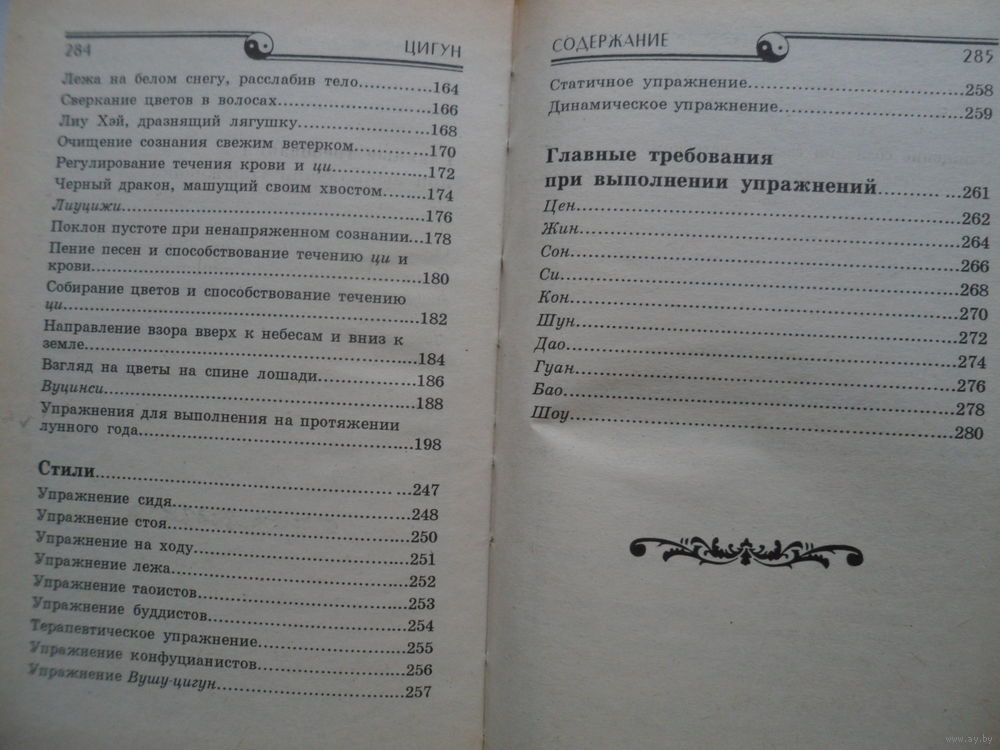 284 ЦИГУН
Лежа на белом снегу, расслабив тело............164
Сверкание цветов в волосах............166
Лиу Хэй, дразнящий лягушку............168
Очищение сознания свежим ветерком............170
Регулирование течения крови и ци............172
Черный дракон, машущий своим хвостом............174
Лиуцижи............176
Поклон пустоте при ненапряженном сознании...178
Пение песен и способствование течению ци и
крови............180
Собирание цветов и способствование течению
ци............182
Направление взора вверх к небесам и вниз к
земле............184
Взгляд на цветы на спине лошади............186
Вуцинси............188
Упражнения для выполнения на протяжении
лунного года............198
Стили............247
Упражнение сидя............248
Упражнение стоя............250
Упражнение на ходу............251
Упражнение лежа............252
Упражнение таоистов............253
Упражнение буддистов............254
Терапевтическое упражнение............255
Упражнение конфуцианистов............256
Упражнение Вушу-цигун............257
СОДЕРЖАНИЕ 285
Статичное упражнение............258
Динамическое упражнение............259
Главные требования
при выполнении упражнений............261
Цен............262
Жин............264
Сон............266
Си............268
Кон............270
Шун............272
Дао............274
Гуан............276
Бао............278
Шоу............280
www.ay.by